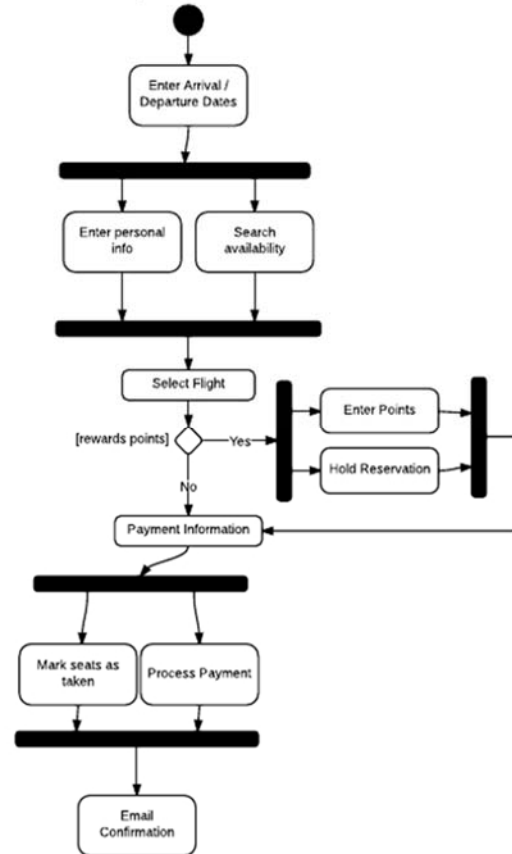 Enter Arrival /
Departure Dates
Enter personal
info
Search
availability
Select Flight
[rewards points]
Yes
Enter Points
Hold Reservation
No
Payment Information
Mark seats as
taken
Process Payment
Email
Confirmation